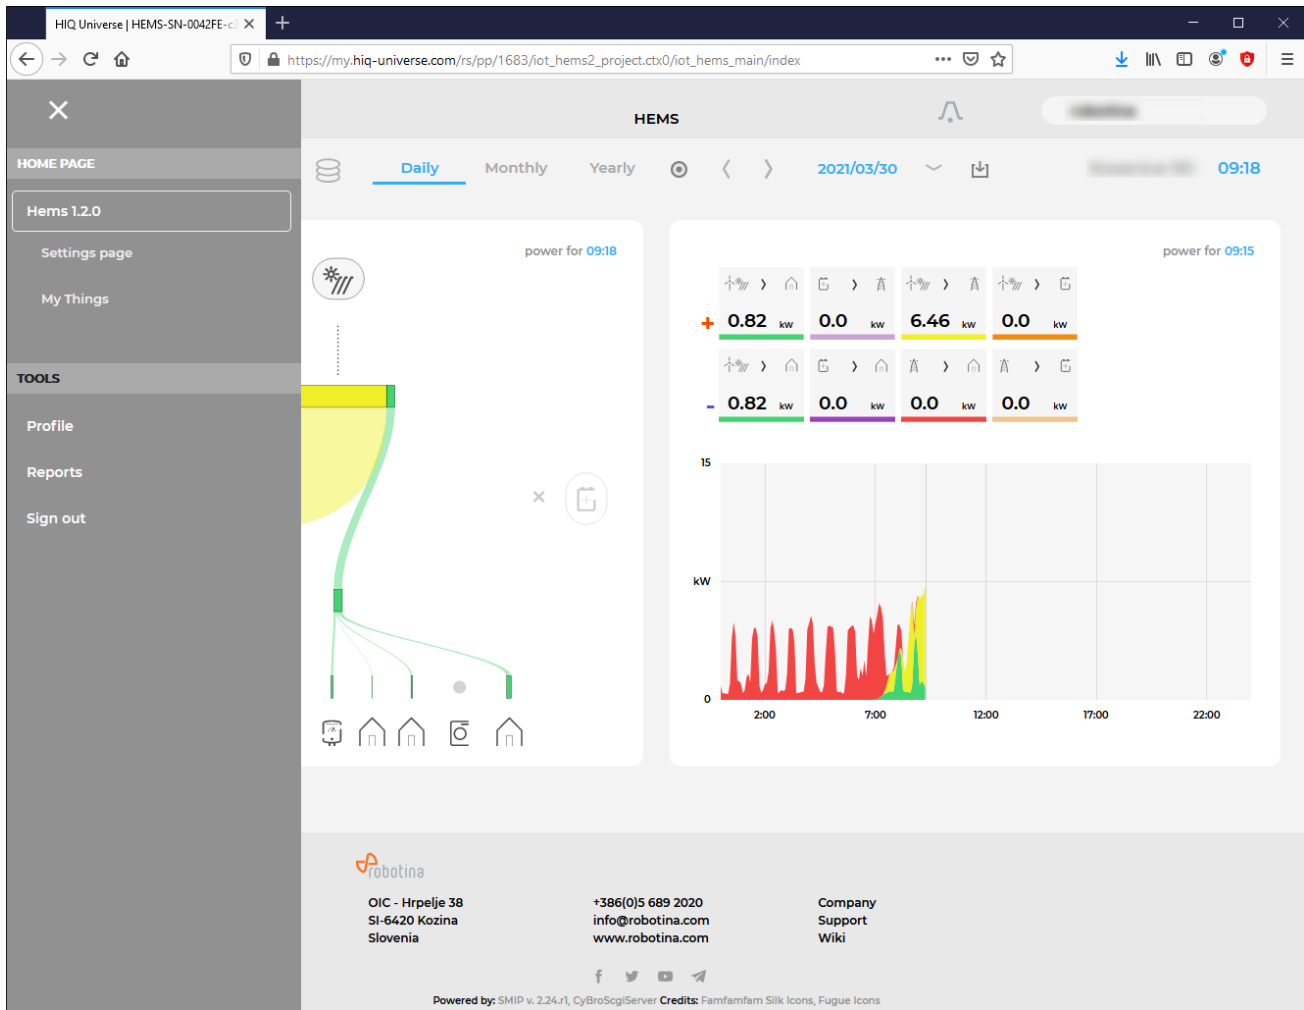 HIQ Universe | HEMS-SN-0042FE-c
https://my.hiq-universe.com/rs/pp/1683/iot_hems2_project.ctx0/iot_hems_main/index
HEMS
HOME PAGE
Hems 1.2.0
Settings page
My Things
TOOLS
Profile
Reports
Sign out
Daily Monthly Yearly 2021/03/30 09:18
power for 09:18
power for 09:15
+ 0.82 kW 0.0 kW 6.46 kW 0.0 kW
- 0.82 kW 0.0 kW 0.0 kW 0.0 kW
15
kW
0
2:00 7:00 12:00 17:00 22:00
robotina
OIC - Hrpelje 38
SI-6420 Kozina
Slovenia
+386(0)5 689 2020
info@robotina.com
www.robotina.com
Company
Support
Wiki
Powered by: SMIP v. 2.24.r1, CyBroScgiServer Credits: Famfamfam Silk Icons, Fugue Icons